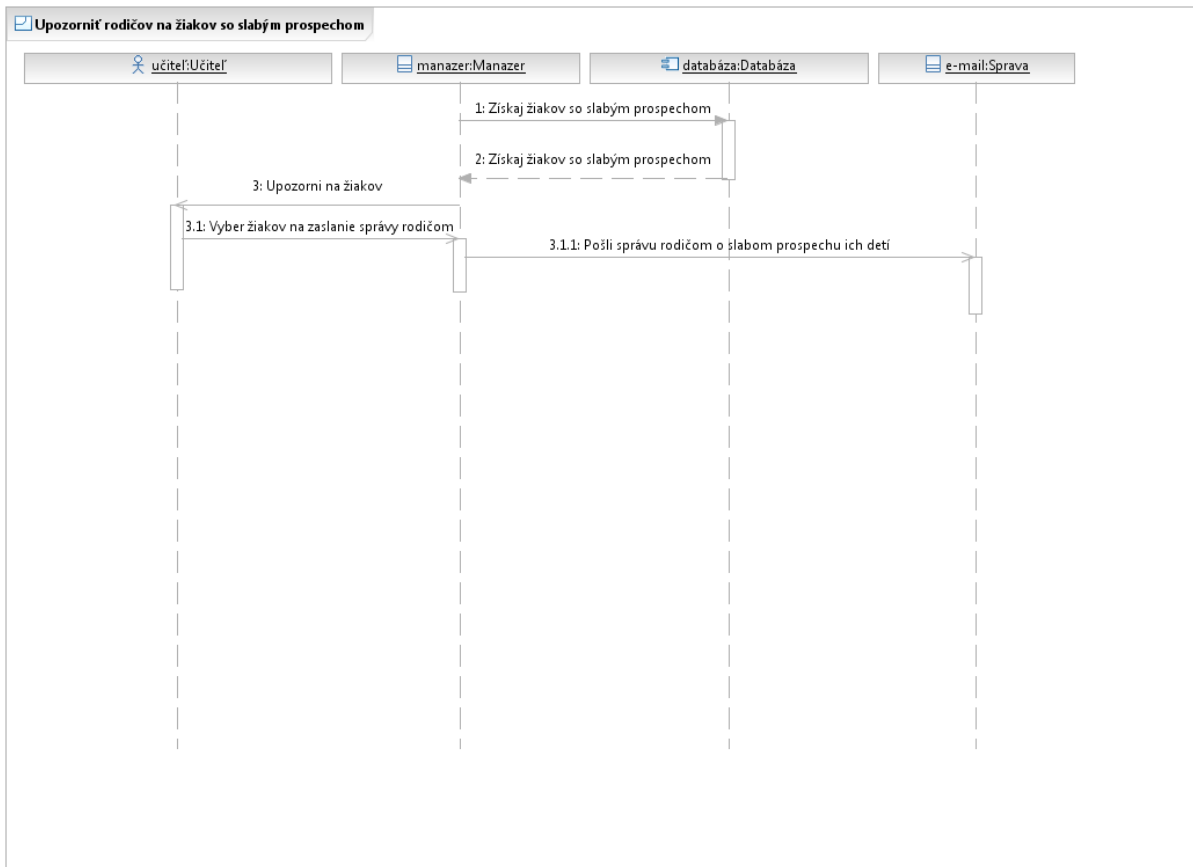 Upozorniť rodičov na žiakov so slabým prospechom
učiteľ:Učiteľ
manazer:Manazer
databáza:Databáza
e-mail:Sprava
1: Získaj žiakov so slabým prospechom
2: Získaj žiakov so slabým prospechom
3: Upozorni na žiakov
3.1: Vyber žiakov na zaslanie správy rodičom
3.1.1: Pošli správu rodičom o slabom prospechu ich detí